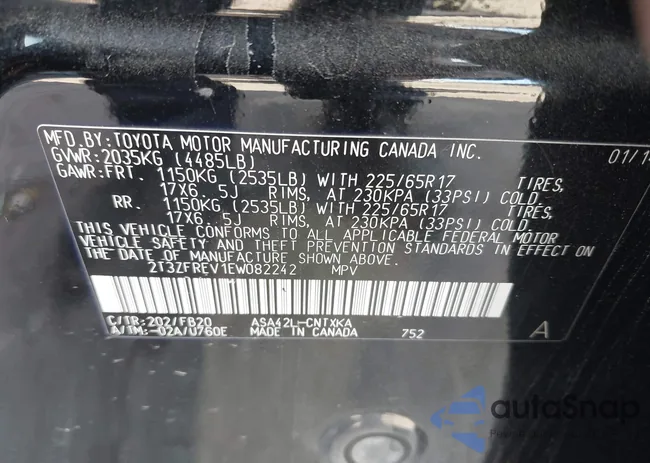 MFD.BY:TOYOTA MOTOR MANUFACTURING CANADA INC. 01/1
GVWR:2035KG (4485LB)
GAWR:FRT. 1150KG (2535LB) WITH 225/65R17 TIRES,
17X6.5J RIMS, AT 230KPA (33PSI) COLD.
RR. 1150KG (2535LB) WITH 225/65R17 TIRES,
17X6.5J RIMS, AT 230KPA (33PSI) COLD.
THIS VEHICLE CONFORMS TO ALL APPLICABLE FEDERAL MOTOR
VEHICLE SAFETY AND THEFT PREVENTION STANDARDS IN EFFECT ON
THE DATE OF MANUFACTURE SHOWN ABOVE.
2T3ZFREV1EW082242 MPV
C/TR:202/FB20 ASA42L-CNTXKA
A/TM:-02A/U760E MADE IN CANADA 752 A
autoSnap